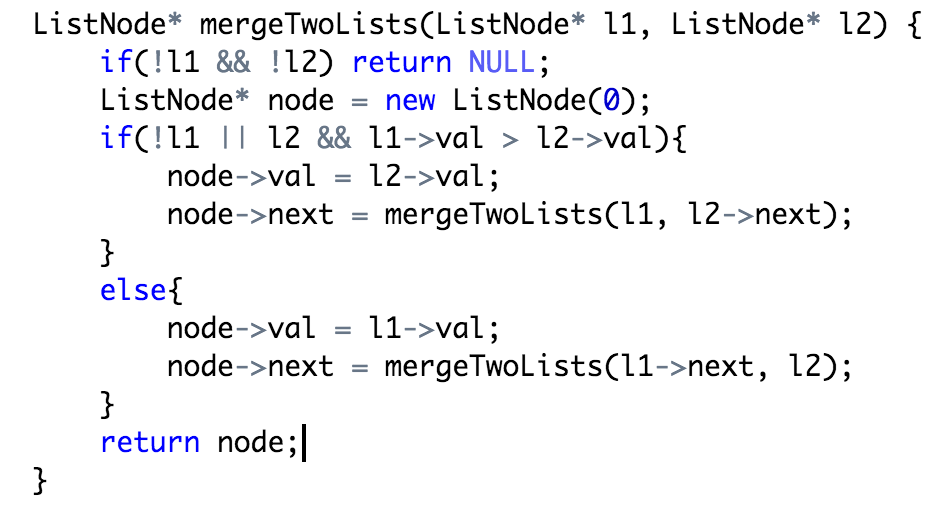 ListNode* mergeTwoLists(ListNode* l1, ListNode* l2) {
    if(!l1 && !l2) return NULL;
    ListNode* node = new ListNode(0);
    if(!l1 || l2 && l1->val > l2->val){
        node->val = l2->val;
        node->next = mergeTwoLists(l1, l2->next);
    }
    else{
        node->val = l1->val;
        node->next = mergeTwoLists(l1->next, l2);
    }
    return node;
}